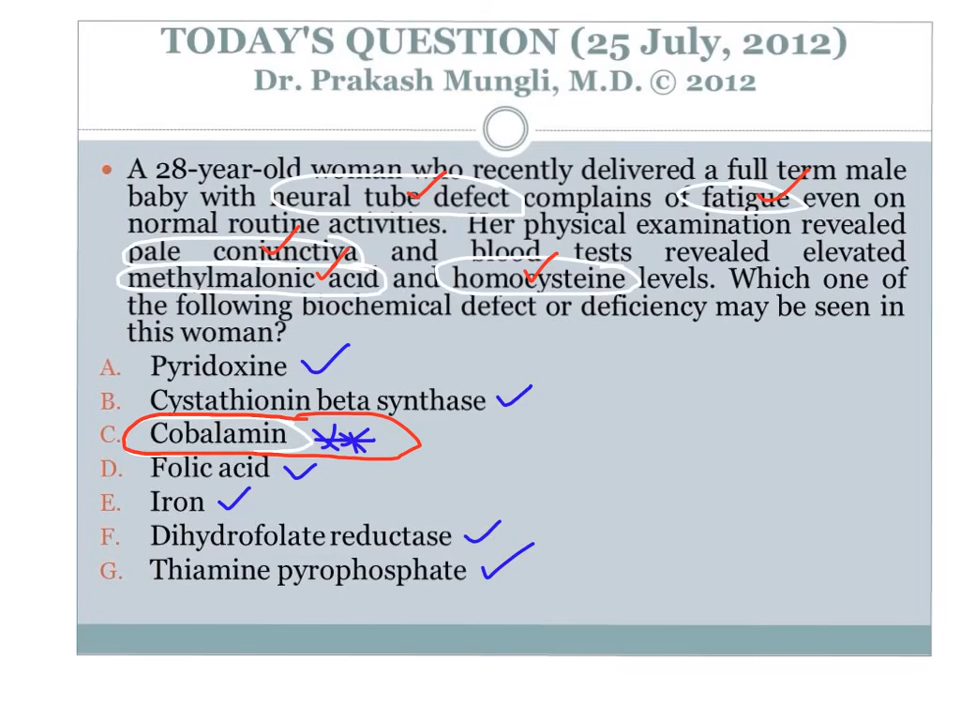 TODAY'S QUESTION (25 July, 2012)
Dr. Prakash Mungli, M.D. © 2012
• A 28-year-old woman who recently delivered a full term male
baby with neural tube defect complains of fatigue even on
normal routine activities. Her physical examination revealed
pale conjunctiva and blood tests revealed elevated
methylmalonic acid and homocysteine levels. Which one of
the following biochemical defect or deficiency may be seen in
this woman?
A. Pyridoxine
B. Cystathionin beta synthase
C. Cobalamin
D. Folic acid
E. Iron
F. Dihydrofolate reductase
G. Thiamine pyrophosphate